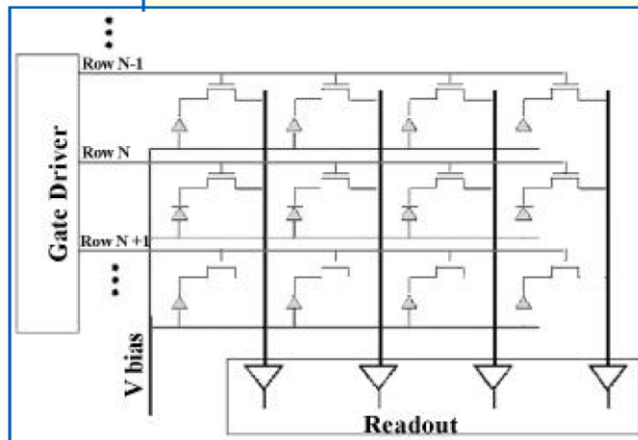 Row N-1
Row N
Row N +1
Gate Driver
V bias
Readout